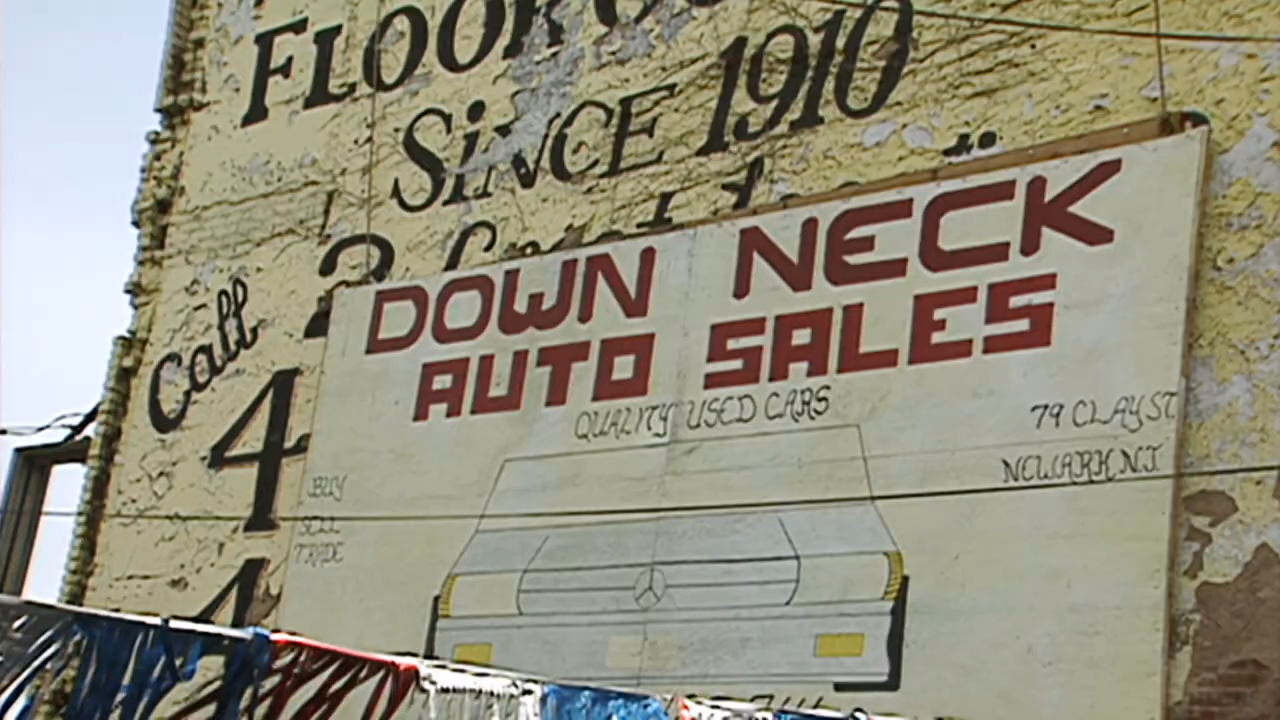 SiNCE 1910
Call
4
DOWN NECK
AUTO SALES
QUALITY USED CARS
79 CLAY ST
NEWARK N.J.
BUY
SELL
TRADE